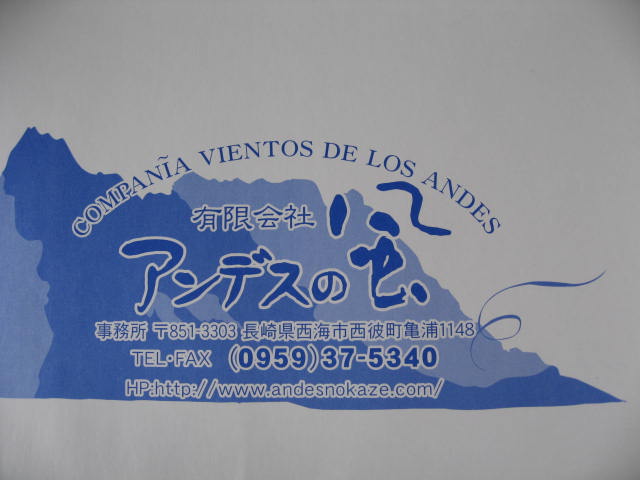 COMPAÑIA VIENTOS DE LOS ANDES
有限会社
アンデスの風
事務所 〒851-3303 長崎県西海市西彼町亀浦1148
TEL・FAX (0959)37-5340
HP:http://www.andesnokaze.com/